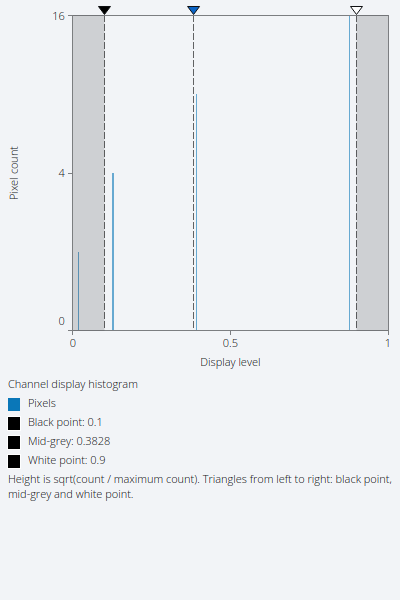 16
Pixel count
4
0
0
0.5
1
Display level
Channel display histogram
Pixels
Black point: 0.1
Mid-grey: 0.3828
White point: 0.9
Height is sqrt(count / maximum count). Triangles from left to right: black point,
mid-grey and white point.